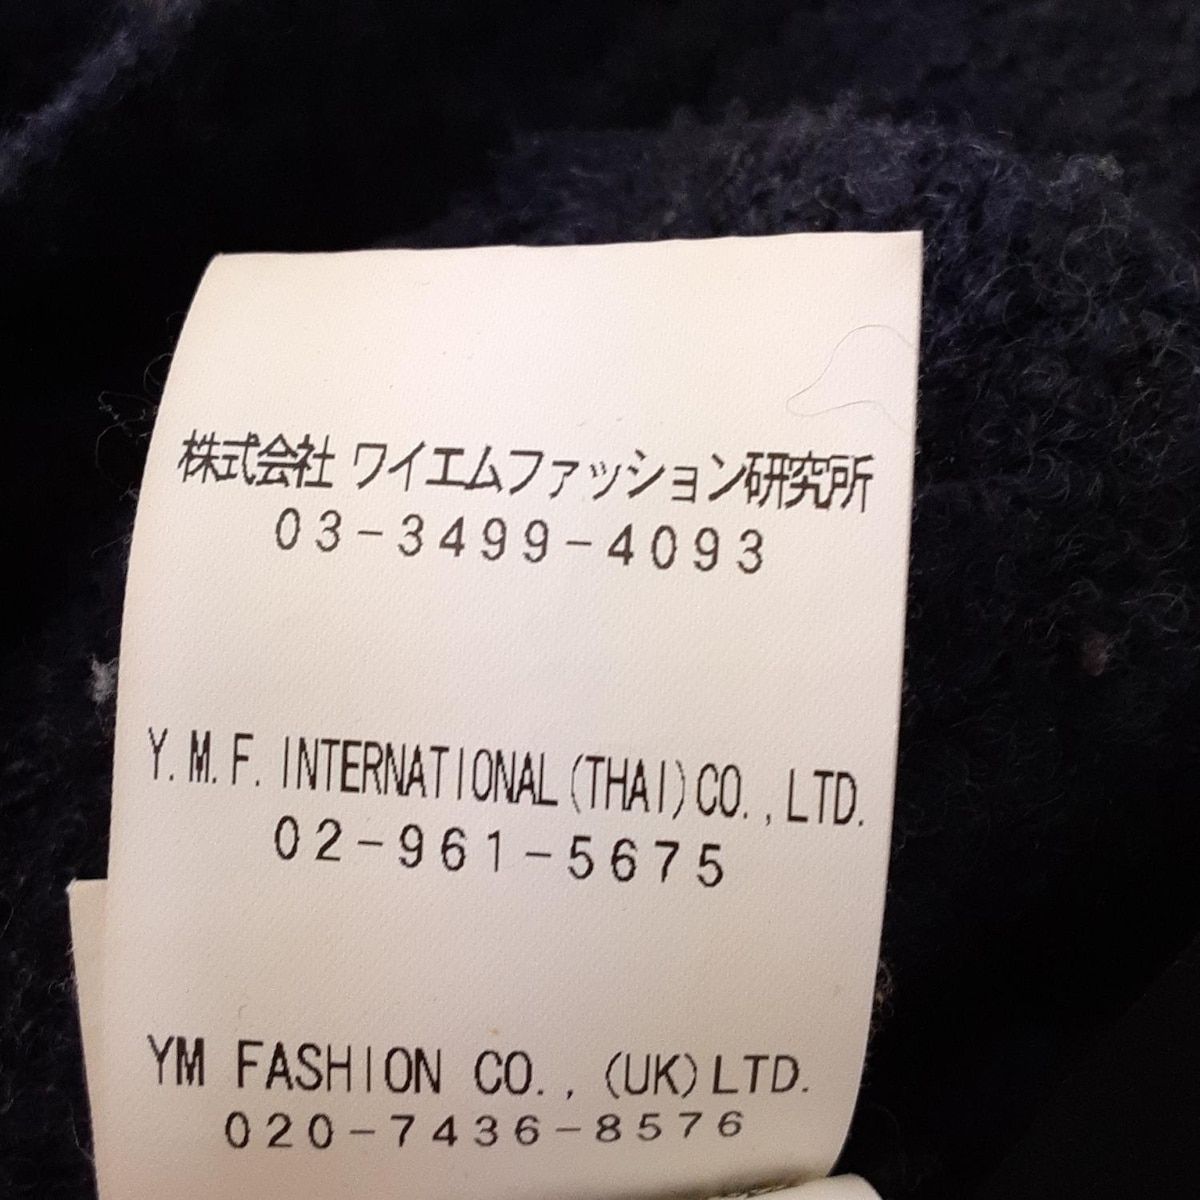 株式会社 ワイエムファッション研究所
03-3499-4093
Y.M.F. INTERNATIONAL(THAI)CO.,LTD.
02-961-5675
YM FASHION CO.,(UK)LTD.
020-7436-8576